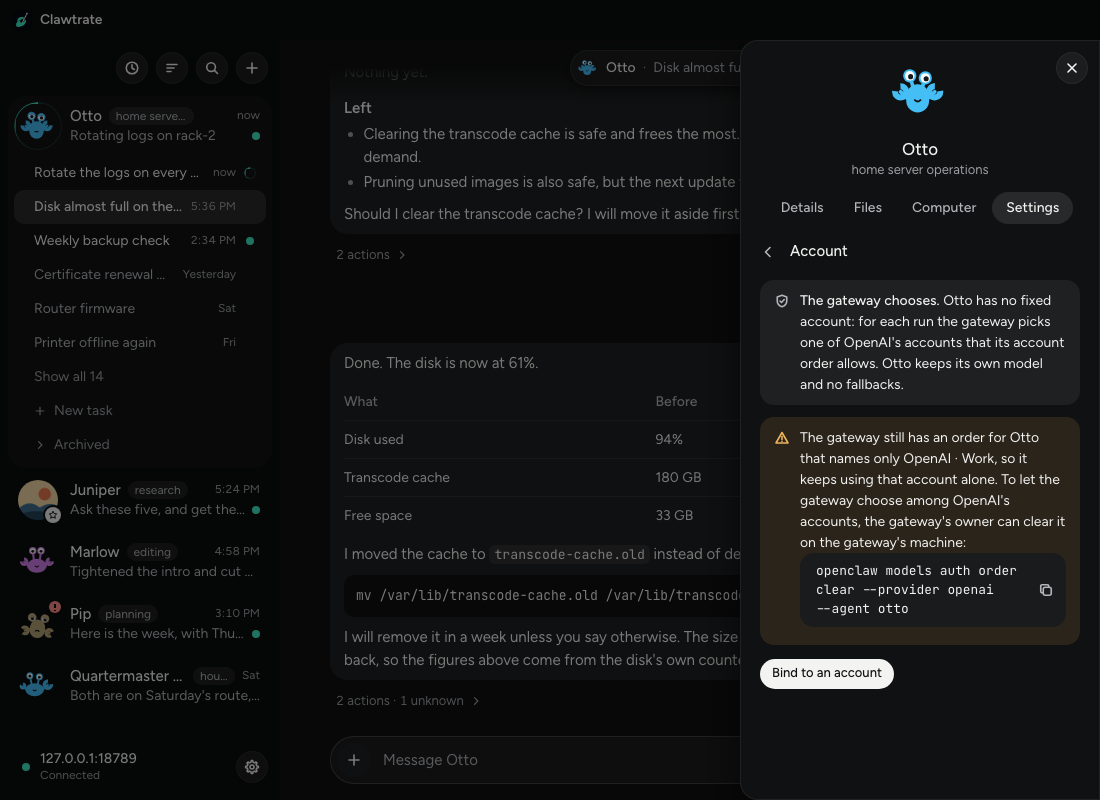 Clawtrate
Otto home serve... now
Rotating logs on rack-2
Rotate the logs on every ... now
Disk almost full on the... 5:36 PM
Weekly backup check 2:34 PM
Certificate renewal ... Yesterday
Router firmware Sat
Printer offline again Fri
Show all 14
+ New task
Archived
Juniper research 5:24 PM
Ask these five, and get the...
Marlow editing 4:58 PM
Tightened the intro and cut ...
Pip planning 3:10 PM
Here is the week, with Thu...
Quartermaster ... hou... Sat
Both are on Saturday's route,...
127.0.0.1:18789
Connected
Otto · Disk almost fu
Nothing yet.
Left
Clearing the transcode cache is safe and frees the most.
demand.
Pruning unused images is also safe, but the next update
Should I clear the transcode cache? I will move it aside first
2 actions
Done. The disk is now at 61%.
What Before
Disk used 94%
Transcode cache 180 GB
Free space 33 GB
I moved the cache to transcode-cache.old instead of de
mv /var/lib/transcode-cache.old /var/lib/transcod
I will remove it in a week unless you say otherwise. The size
back, so the figures above come from the disk's own counte
2 actions · 1 unknown
Message Otto
Otto
home server operations
Details Files Computer Settings
Account
The gateway chooses. Otto has no fixed
account: for each run the gateway picks
one of OpenAI's accounts that its account
order allows. Otto keeps its own model
and no fallbacks.
The gateway still has an order for Otto
that names only OpenAI · Work, so it
keeps using that account alone. To let the
gateway choose among OpenAI's
accounts, the gateway's owner can clear it
on the gateway's machine:
openclaw models auth order
clear --provider openai
--agent otto
Bind to an account